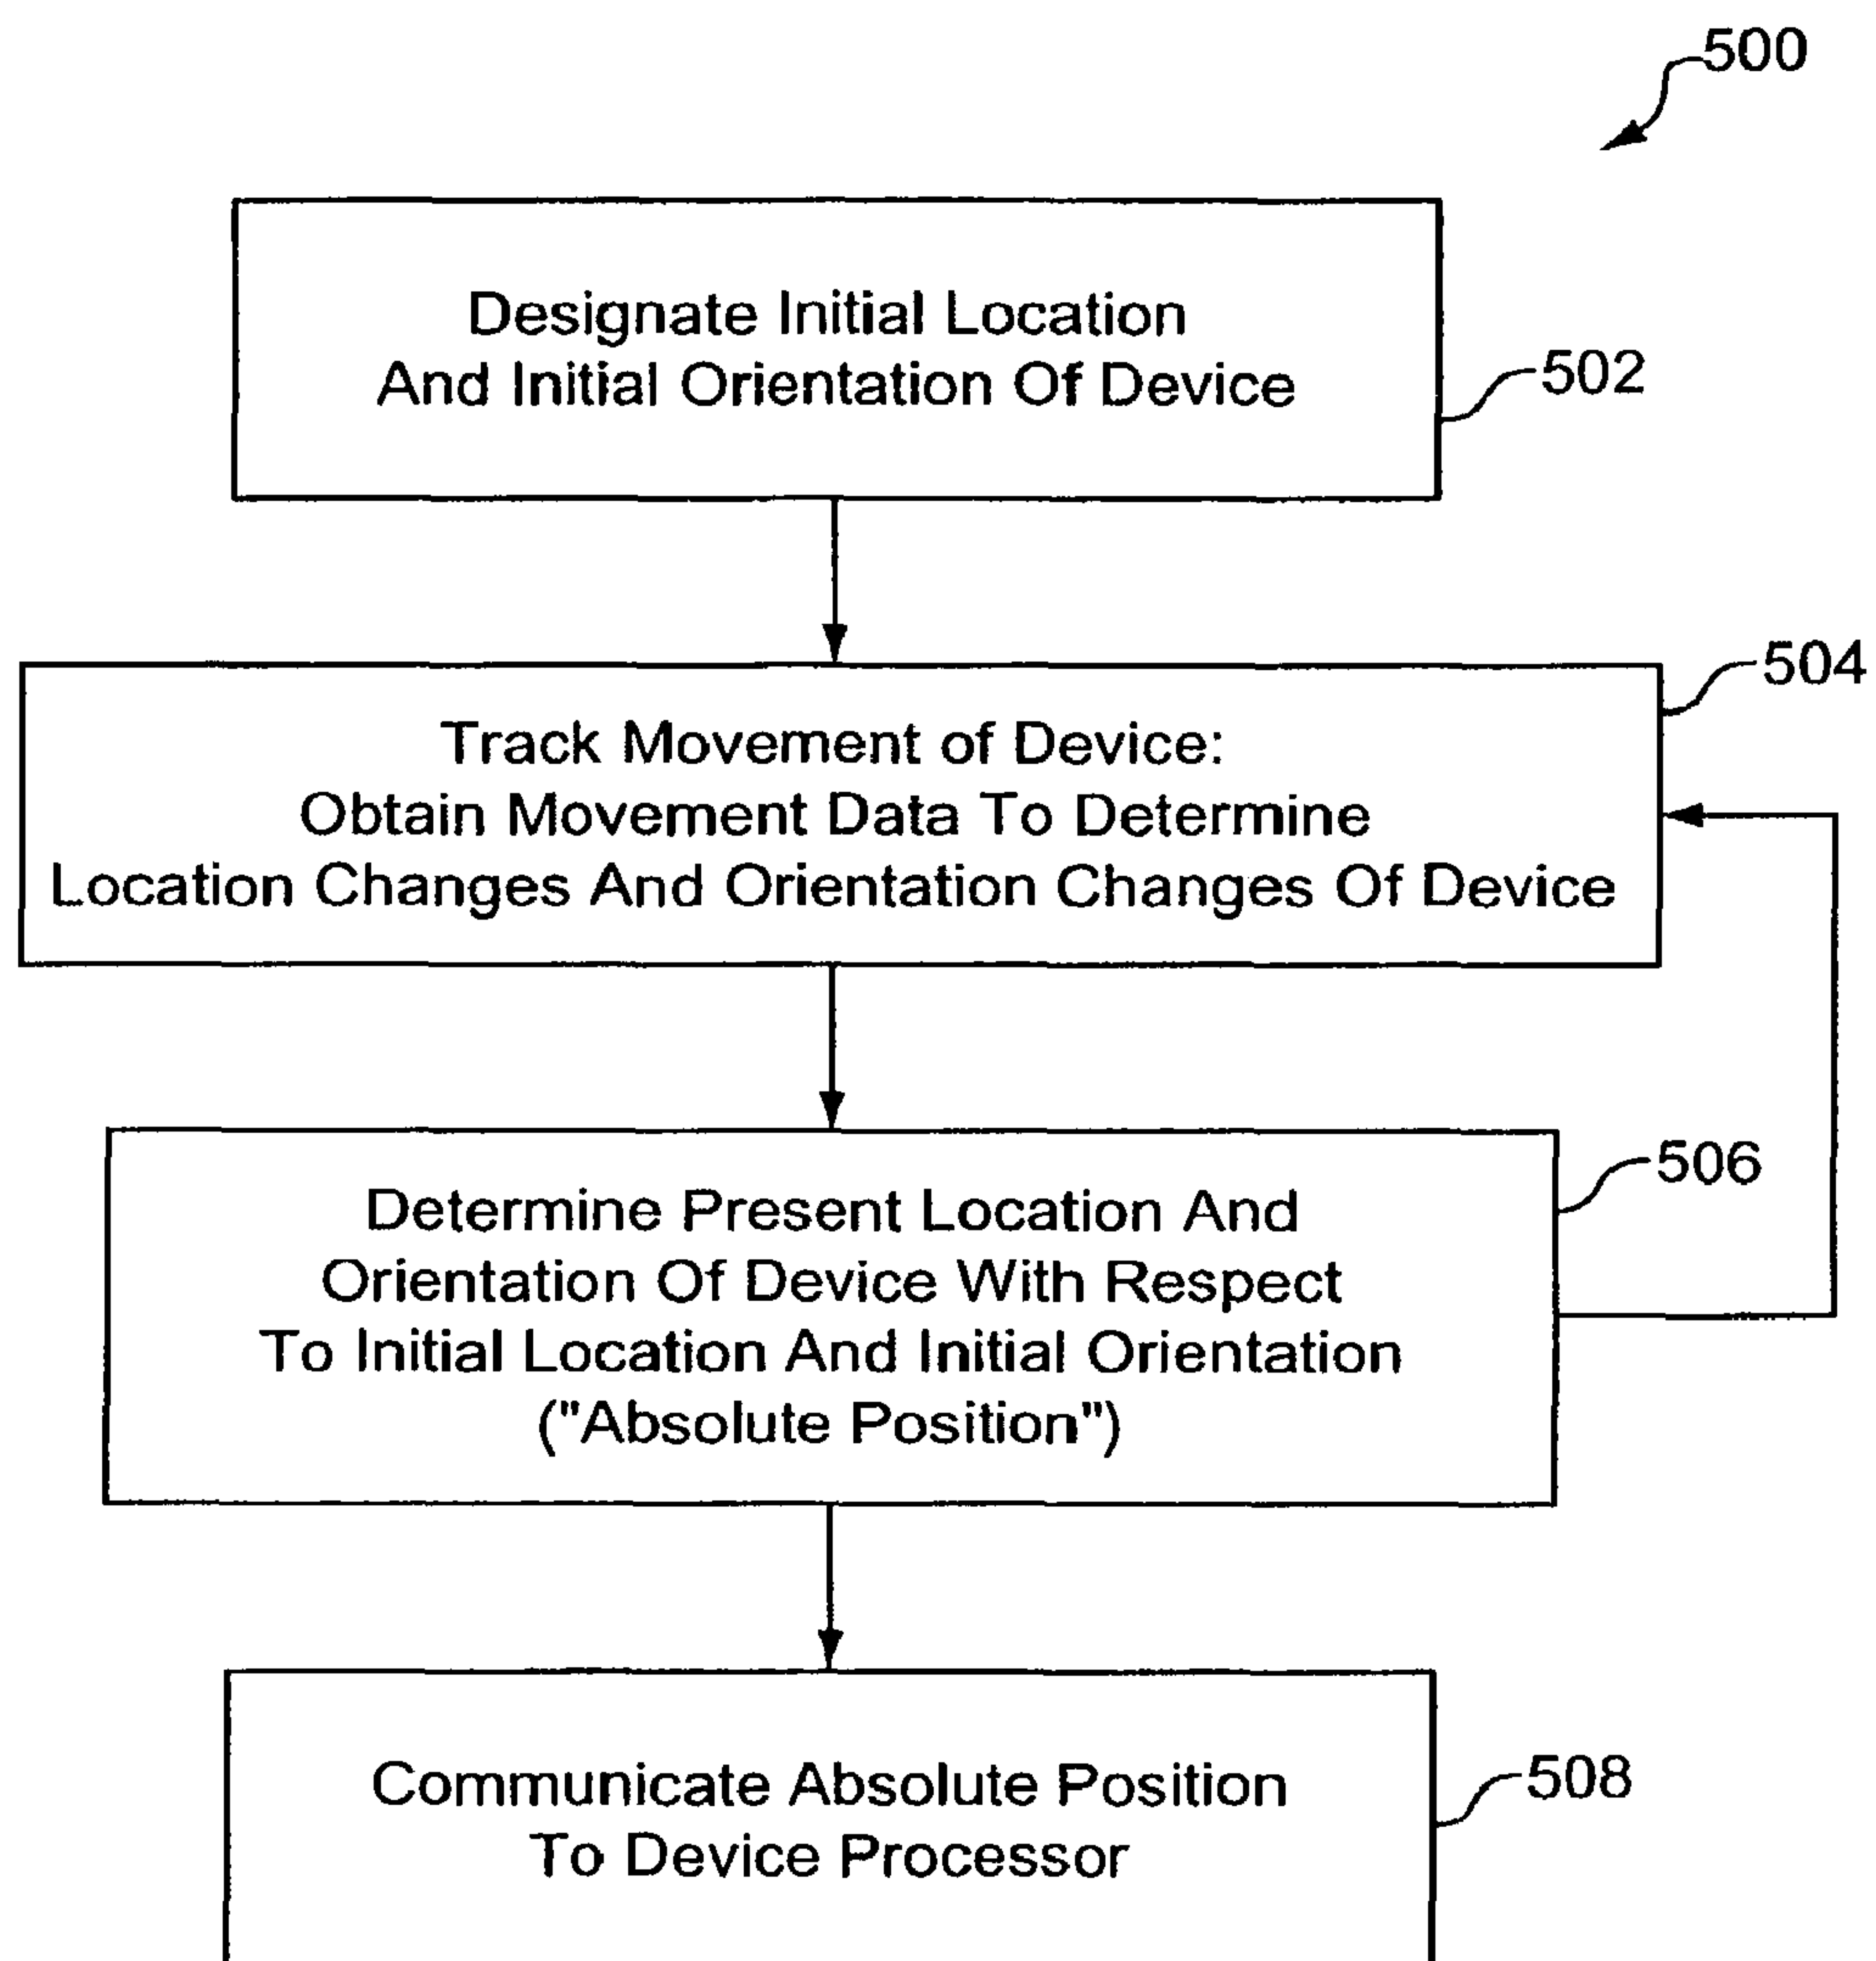 500
Designate Initial Location
And Initial Orientation Of Device
502
504
Track Movement of Device:
Obtain Movement Data To Determine
Location Changes And Orientation Changes Of Device
506
Determine Present Location And
Orientation Of Device With Respect
To Initial Location And Initial Orientation
("Absolute Position")
508
Communicate Absolute Position
To Device Processor